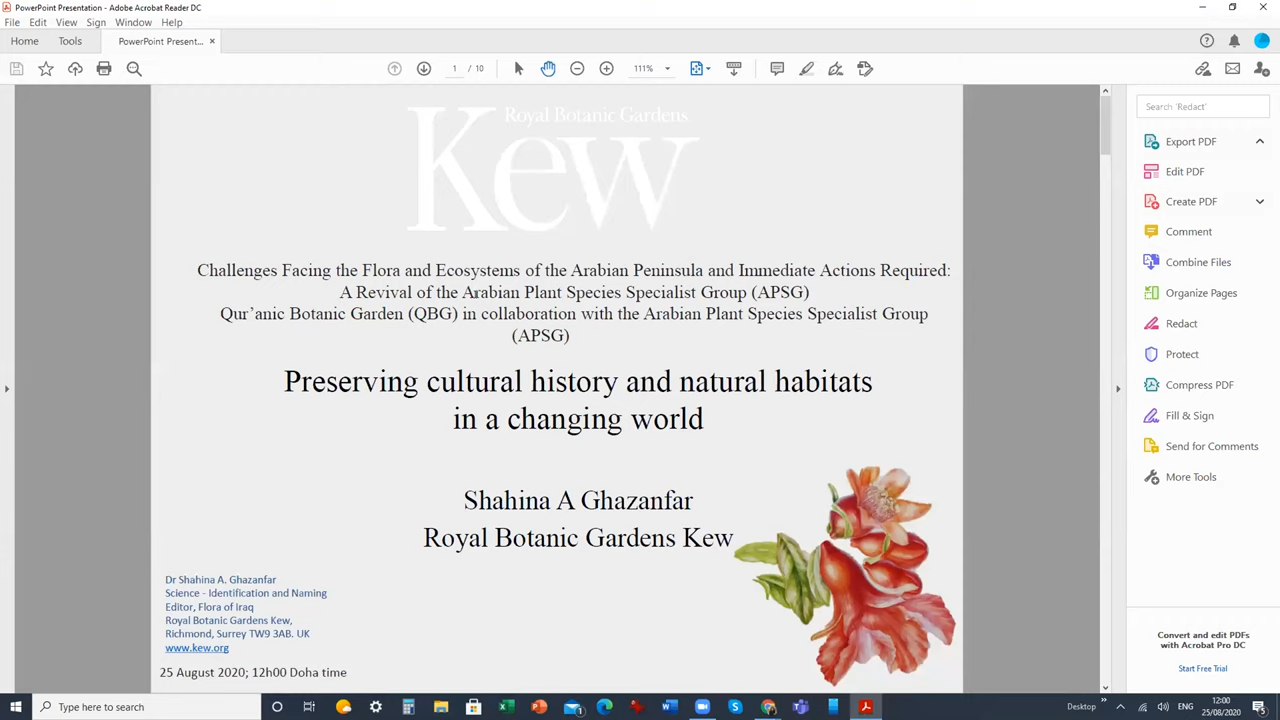 PowerPoint Presentation - Adobe Acrobat Reader DC
File Edit View Sign Window Help
Home Tools PowerPoint Present... ×
1 / 10 111%
Search 'Redact'
Export PDF
Edit PDF
Create PDF
Comment
Combine Files
Organize Pages
Redact
Protect
Compress PDF
Fill & Sign
Send for Comments
More Tools
Convert and edit PDFs
with Acrobat Pro DC
Start Free Trial
Royal Botanic Gardens
Kew
Challenges Facing the Flora and Ecosystems of the Arabian Peninsula and Immediate Actions Required:
A Revival of the Arabian Plant Species Specialist Group (APSG)
Qur'anic Botanic Garden (QBG) in collaboration with the Arabian Plant Species Specialist Group
(APSG)
Preserving cultural history and natural habitats
in a changing world
Shahina A Ghazanfar
Royal Botanic Gardens Kew
Dr Shahina A. Ghazanfar
Science - Identification and Naming
Editor, Flora of Iraq
Royal Botanic Gardens Kew,
Richmond, Surrey TW9 3AB. UK
www.kew.org
25 August 2020; 12h00 Doha time
Type here to search
Desktop
ENG
12:00
25/08/2020